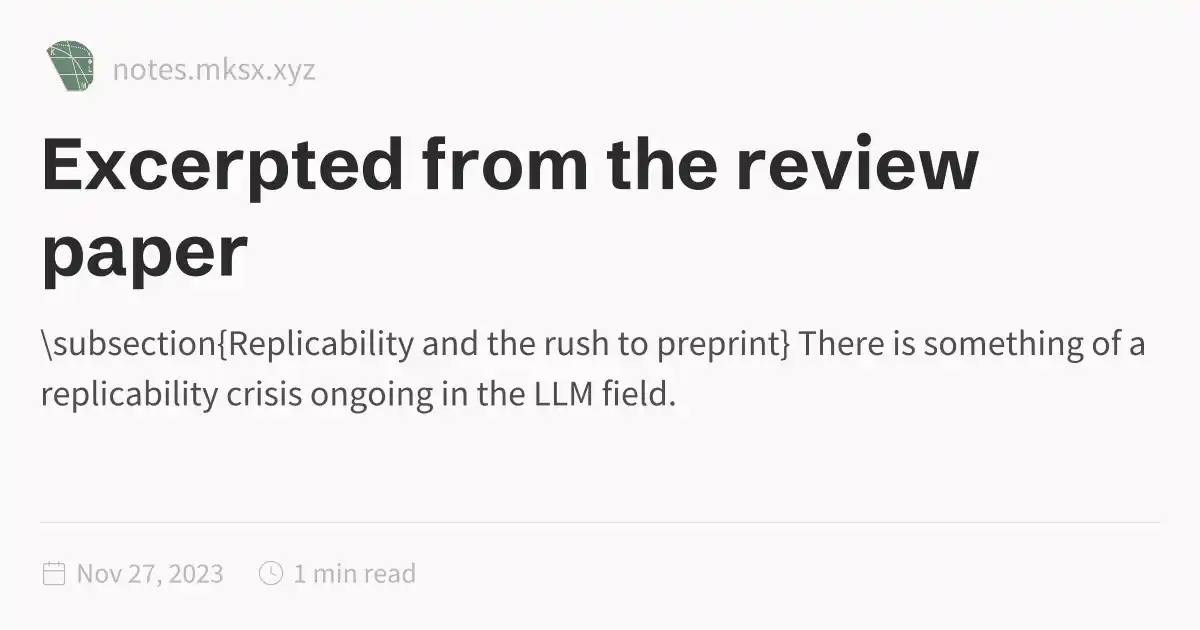 notes.mksx.xyz
Excerpted from the review
paper
\subsection{Replicability and the rush to preprint} There is something of a
replicability crisis ongoing in the LLM field.
Nov 27, 2023
1 min read